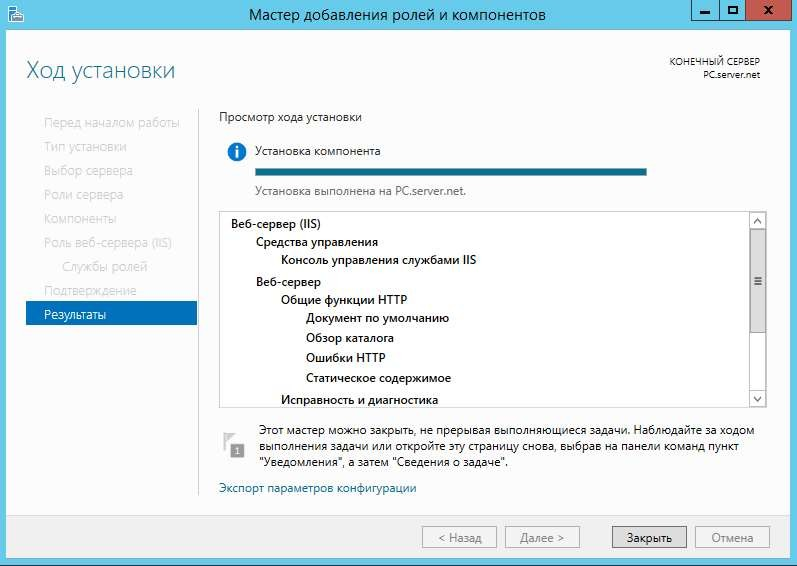 Мастер добавления ролей и компонентов
Ход установки
КОНЕЧНЫЙ СЕРВЕР
PC.server.net
Перед началом работы
Тип установки
Выбор сервера
Роли сервера
Компоненты
Роль веб-сервера (IIS)
Службы ролей
Подтверждение
Результаты
Просмотр хода установки
Установка компонента
Установка выполнена на PC.server.net.
Веб-сервер (IIS)
Средства управления
Консоль управления службами IIS
Веб-сервер
Общие функции HTTP
Документ по умолчанию
Обзор каталога
Ошибки HTTP
Статическое содержимое
Исправность и диагностика
1
Этот мастер можно закрыть, не прерывая выполняющиеся задачи. Наблюдайте за ходом
выполнения задачи или откройте эту страницу снова, выбрав на панели команд пункт
"Уведомления", а затем "Сведения о задаче".
Экспорт параметров конфигурации
< Назад
Далее >
Закрыть
Отмена